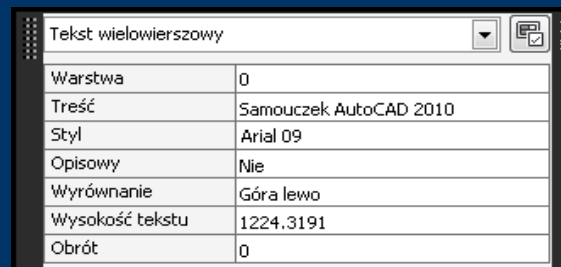 Tekst wielowierszowy
Warstwa 0
Treść Samouczek AutoCAD 2010
Styl Arial 09
Opisowy Nie
Wyrównanie Góra lewo
Wysokość tekstu 1224.3191
Obrót 0